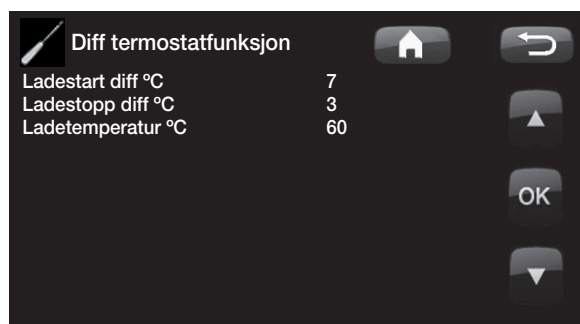 Diff termostatfunksjon
Ladestart diff ºC 7
Ladestopp diff ºC 3
Ladetemperatur ºC 60
OK